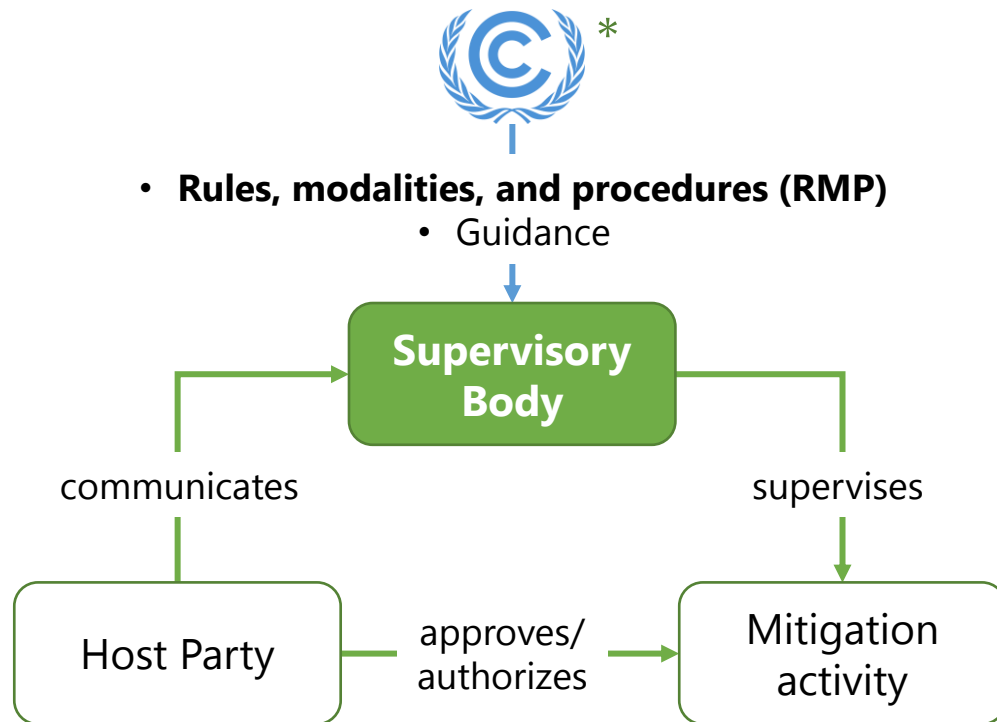 *
• Rules, modalities, and procedures (RMP)
• Guidance
Supervisory
Body
communicates
supervises
Host Party
approves/
authorizes
Mitigation
activity